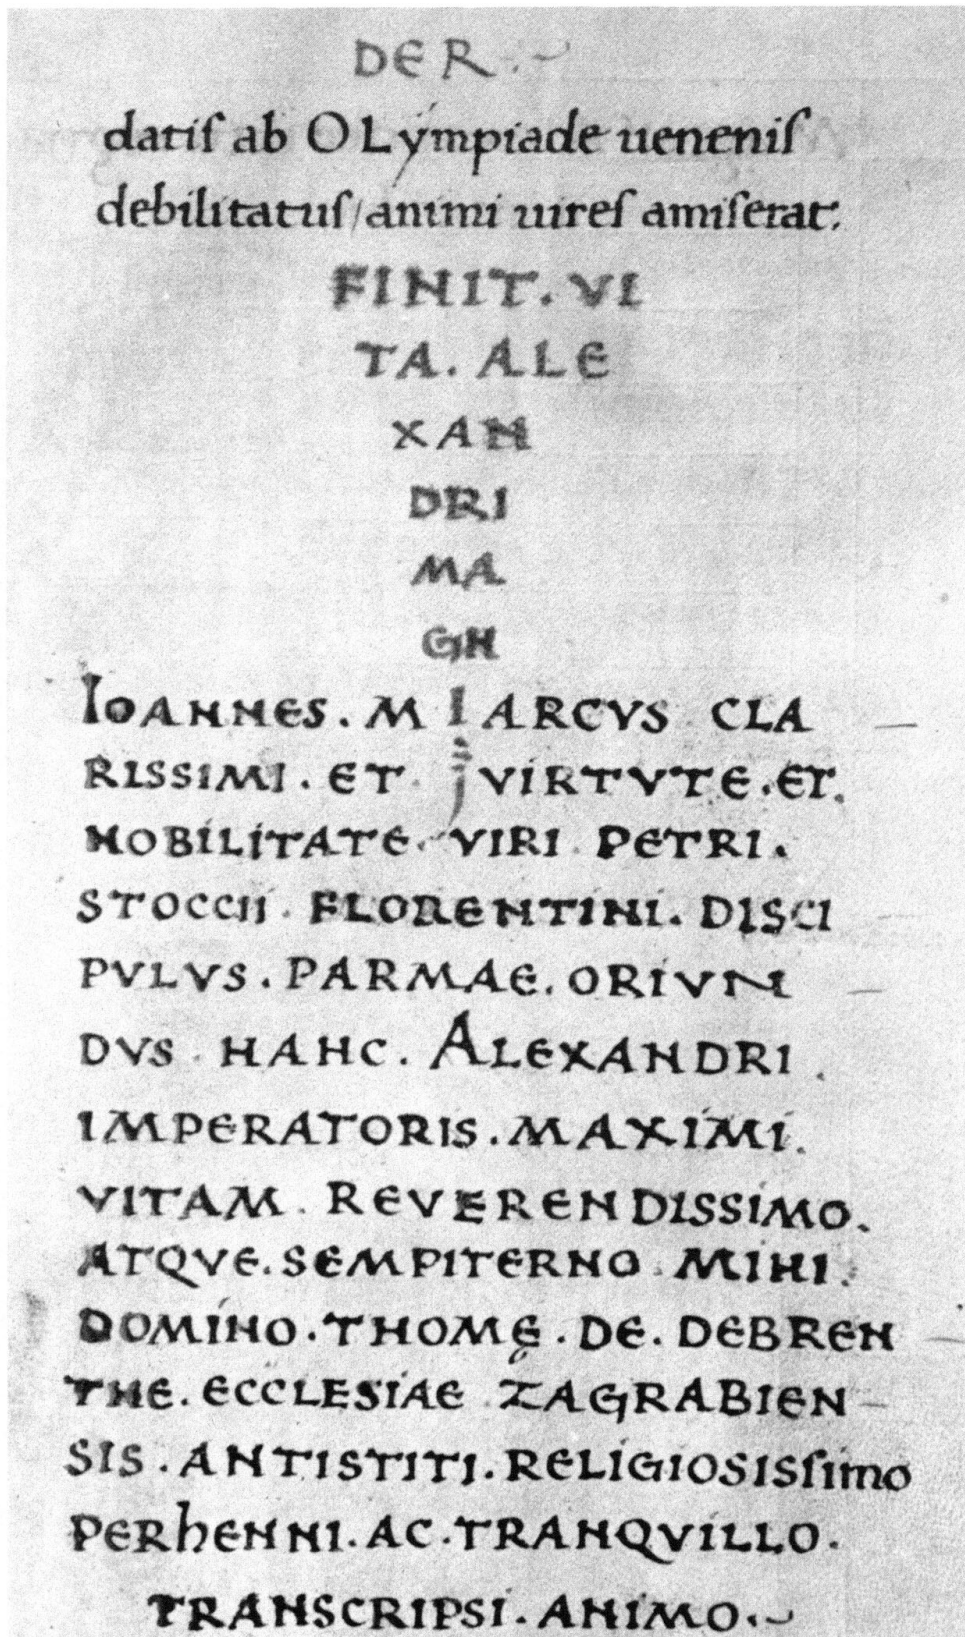 DER.
datis ab OLympiade uenenis
debilitatus/animi uires amiserat.
FINIT. VI
TA. ALE
XAN
DRI
MA
GN
IOANNES. M I ARCVS CLA
RISSIMI. ET j VIRTVTE. ET.
NOBILITATE. VIRI PETRI.
STOCCII. FLORENTINI. DISCI
PVLVS. PARMAE. ORIVN
DVS HANC. ALEXANDRI.
IMPERATORIS. MAXIMI.
VITAM. REVERENDISSIMO.
ATQVE. SEMPITERNO. MIHI.
DOMINO. THOMĘ. DE. DEBREN
THE. ECCLESIAE ZAGRABIEN
SIS. ANTISTITI. RELIGIOSISſimo
PERhENNI. AC. TRANQVILLO.
TRANSCRIPSI. ANIMO.